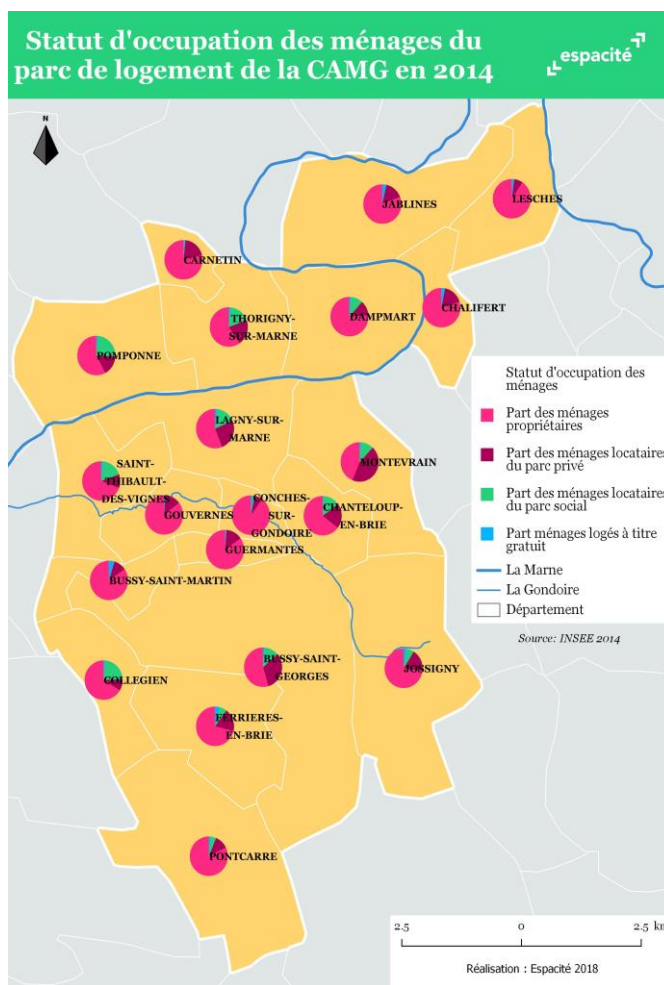 Statut d'occupation des ménages du
parc de logement de la CAMG en 2014
espacité
N
JABLINES
LESCHES
CARNETIN
CHALIFERT
THORIGNY-
SUR-MARNE
DAMPMART
POMPONNE
Statut d'occupation des
ménages
Part des ménages
propriétaires
Part des ménages locataires
du parc privé
Part des ménages locataires
du parc social
Part ménages logés à titre
gratuit
La Marne
La Gondoire
Département
Source: INSEE 2014
LAGNY-SUR-
MARNE
MONTEVRAIN
SAINT-
THIBAULT-
DES-VIGNES
GOUVERNES
CONCHES-
SUR-
GONDOIRE
CHANTELOUP-
EN-BRIE
GUERMANTES
BUSSY-SAINT-MARTIN
BUSSY-SAINT-
GEORGES
JOSSIGNY
COLLEGIEN
FERRIERES-
EN-BRIE
PONTCARRE
2.5 0 2.5 km
Réalisation : Espacité 2018